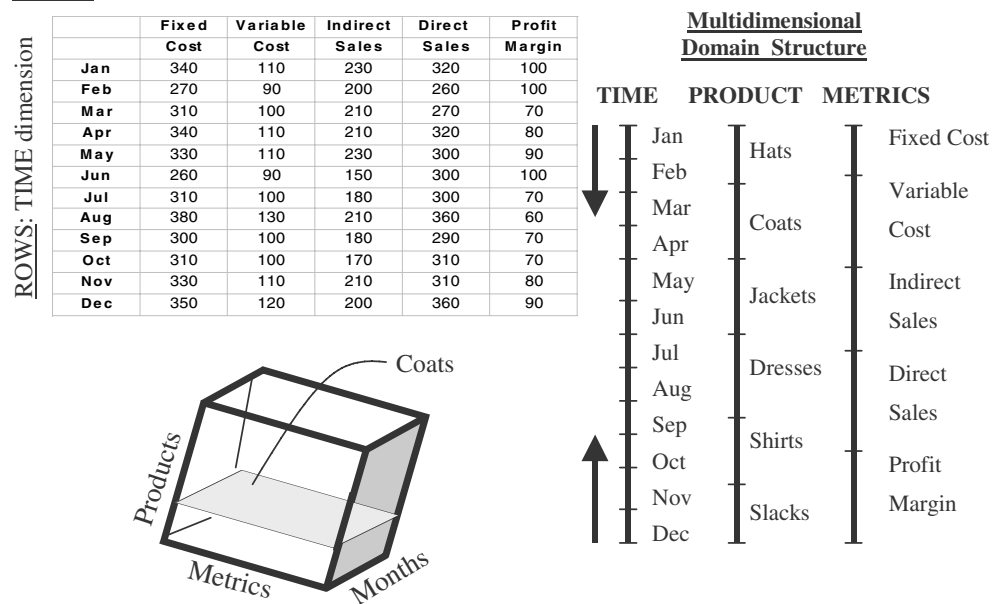 Fixed Variable Indirect Direct Profit
Cost Cost Sales Sales Margin
Jan 340 110 230 320 100
Feb 270 90 200 260 100
Mar 310 100 210 270 70
Apr 340 110 210 320 80
May 330 110 230 300 90
Jun 260 90 150 300 100
Jul 310 100 180 300 70
Aug 380 130 210 360 60
Sep 300 100 180 290 70
Oct 310 100 170 310 70
Nov 330 110 210 310 80
Dec 350 120 200 360 90
ROWS: TIME dimension
Multidimensional
Domain Structure
TIME PRODUCT METRICS
Jan
Feb
Mar
Apr
May
Jun
Jul
Aug
Sep
Oct
Nov
Dec
Hats
Coats
Jackets
Dresses
Shirts
Slacks
Fixed Cost
Variable
Cost
Indirect
Sales
Direct
Sales
Profit
Margin
Coats
Products
Metrics
Months